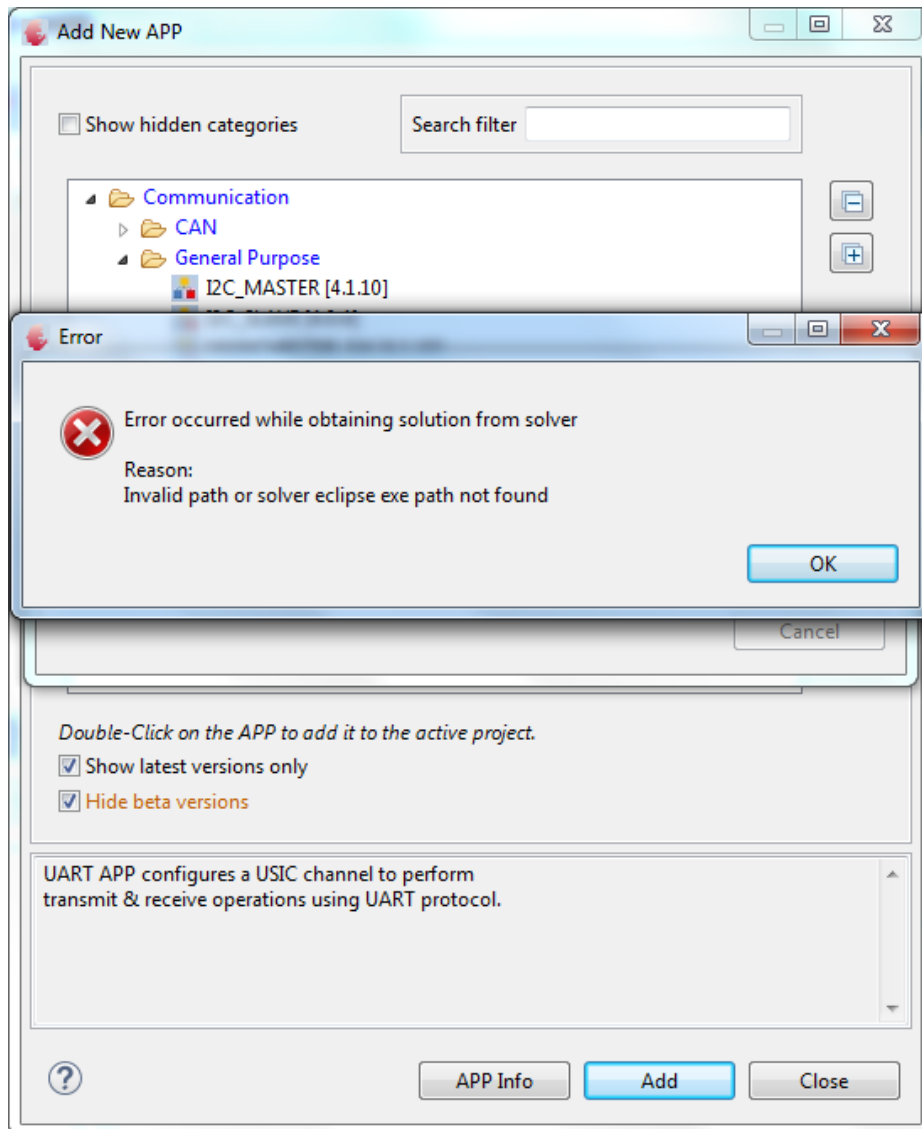 Add New APP
Show hidden categories
Search filter
Communication
CAN
General Purpose
I2C_MASTER [4.1.10]
Error
Error occurred while obtaining solution from solver
Reason:
Invalid path or solver eclipse exe path not found
OK
Cancel
Double-Click on the APP to add it to the active project.
Show latest versions only
Hide beta versions
UART APP configures a USIC channel to perform
transmit & receive operations using UART protocol.
APP Info
Add
Close